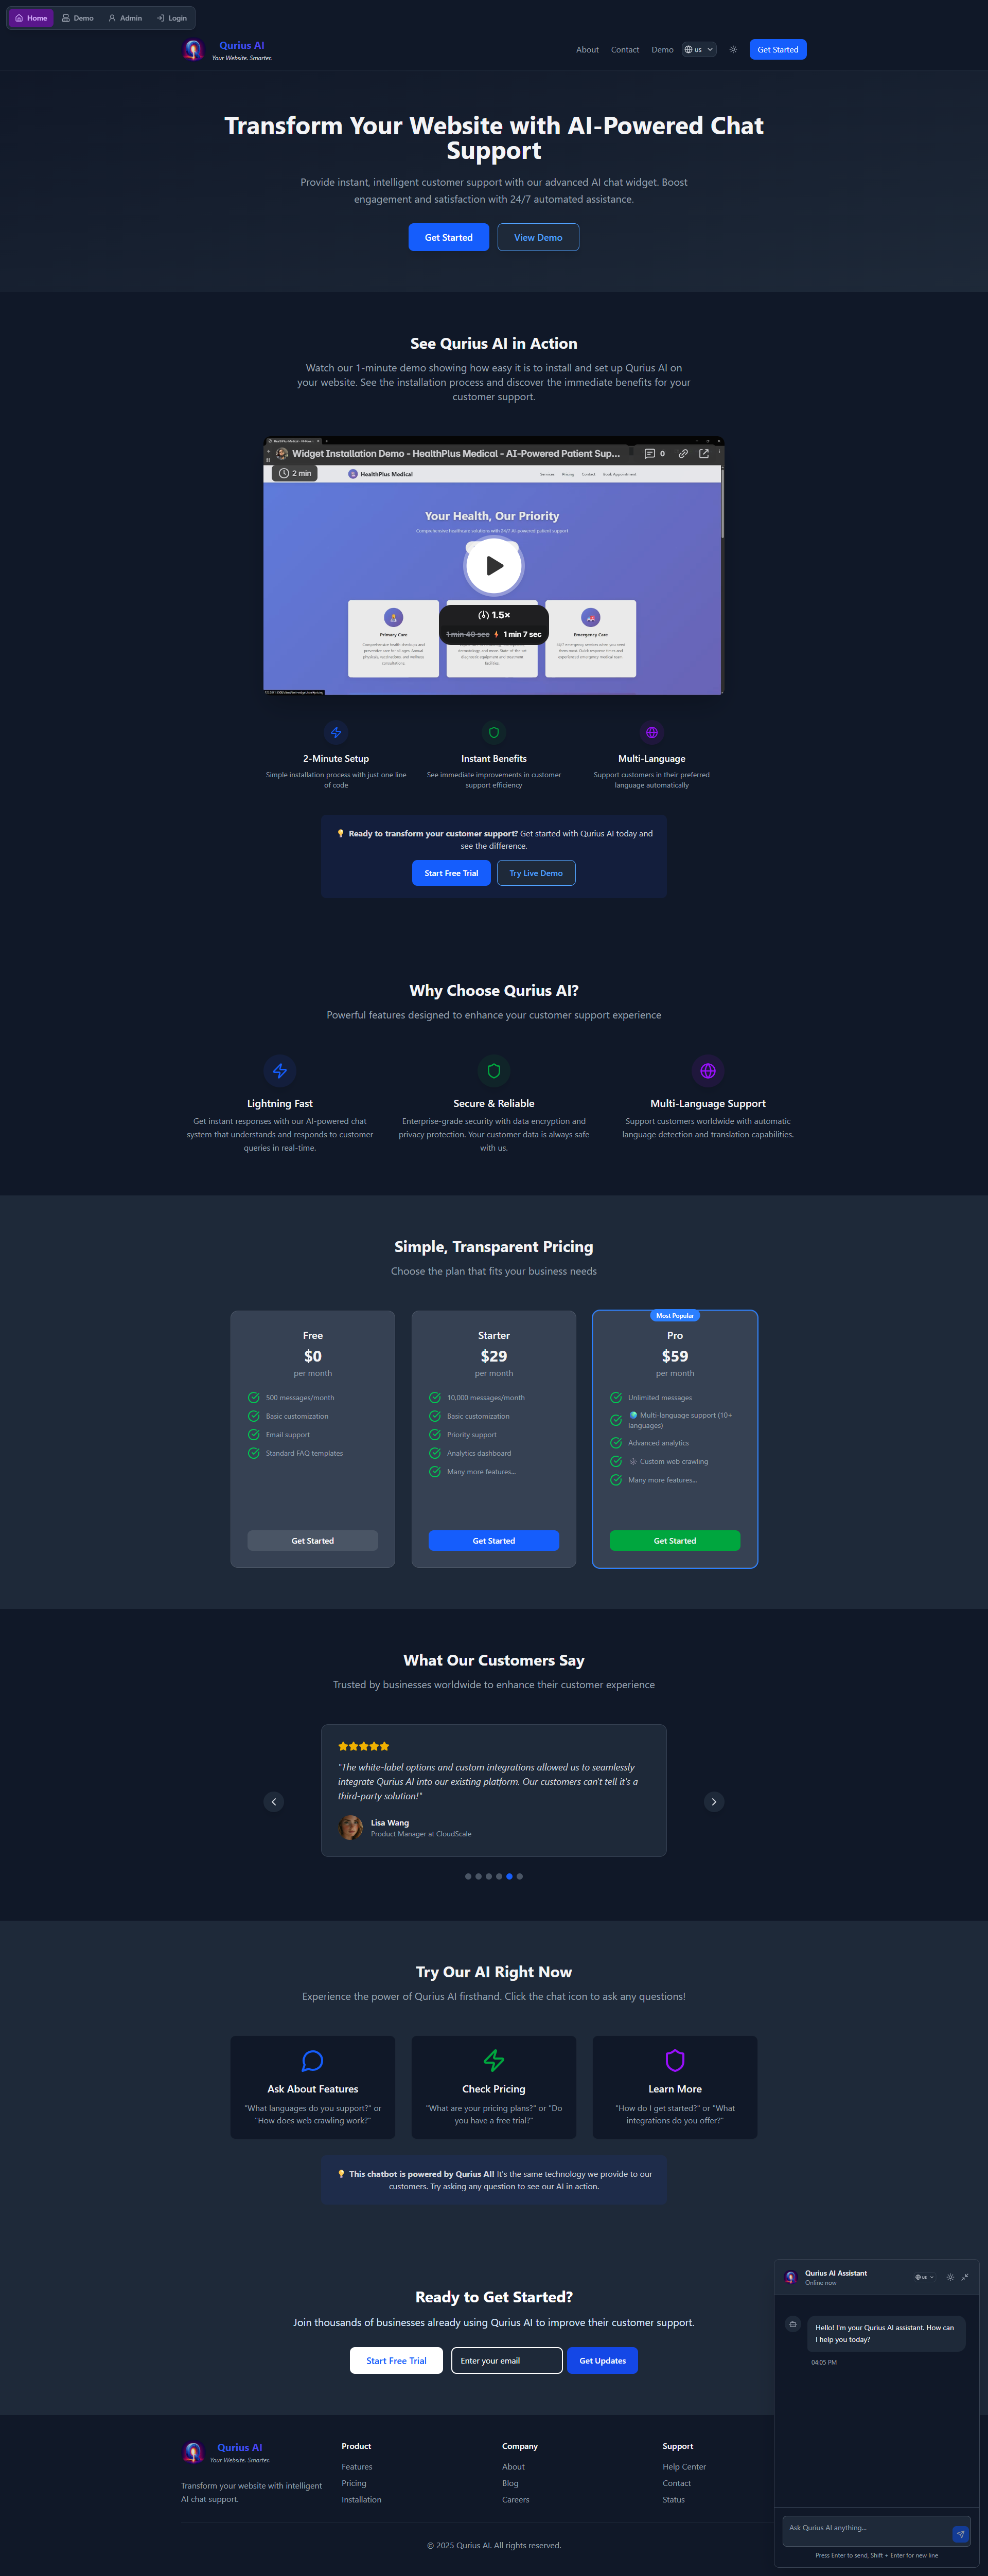 Home Demo Admin Login
Qurius AI
Your Website. Smarter.
About Contact Demo us Get Started
Transform Your Website with AI-Powered Chat
Support
Provide instant, intelligent customer support with our advanced AI chat widget. Boost
engagement and satisfaction with 24/7 automated assistance.
Get Started View Demo
See Qurius AI in Action
Watch our 1-minute demo showing how easy it is to install and set up Qurius AI on
your website. See the installation process and discover the immediate benefits for your
customer support.
Widget Installation Demo - HealthPlus Medical - AI-Powered Patient Sup... 0
2 min
HealthPlus Medical Services Pricing Contact Book Appointment
Your Health, Our Priority
Comprehensive healthcare solutions with 24/7 AI-powered patient support
1.5×
1 min 40 sec 1 min 7 sec
Primary Care
Emergency Care
2-Minute Setup
Simple installation process with just one line
of code
Instant Benefits
See immediate improvements in customer
support efficiency
Multi-Language
Support customers in their preferred
language automatically
💡 Ready to transform your customer support? Get started with Qurius AI today and
see the difference.
Start Free Trial Try Live Demo
Why Choose Qurius AI?
Powerful features designed to enhance your customer support experience
Lightning Fast
Get instant responses with our AI-powered chat
system that understands and responds to customer
queries in real-time.
Secure & Reliable
Enterprise-grade security with data encryption and
privacy protection. Your customer data is always safe
with us.
Multi-Language Support
Support customers worldwide with automatic
language detection and translation capabilities.
Simple, Transparent Pricing
Choose the plan that fits your business needs
Free
$0
per month
500 messages/month
Basic customization
Email support
Standard FAQ templates
Get Started
Starter
$29
per month
10,000 messages/month
Basic customization
Priority support
Analytics dashboard
Many more features...
Get Started
Most Popular
Pro
$59
per month
Unlimited messages
Multi-language support (10+
languages)
Advanced analytics
Custom web crawling
Many more features...
Get Started
What Our Customers Say
Trusted by businesses worldwide to enhance their customer experience
"The white-label options and custom integrations allowed us to seamlessly
integrate Qurius AI into our existing platform. Our customers can't tell it's a
third-party solution!"
Lisa Wang
Product Manager at CloudScale
Try Our AI Right Now
Experience the power of Qurius AI firsthand. Click the chat icon to ask any questions!
Ask About Features
"What languages do you support?" or
"How does web crawling work?"
Check Pricing
"What are your pricing plans?" or "Do
you have a free trial?"
Learn More
"How do I get started?" or "What
integrations do you offer?"
💡 This chatbot is powered by Qurius AI! It's the same technology we provide to our
customers. Try asking any question to see our AI in action.
Ready to Get Started?
Join thousands of businesses already using Qurius AI to improve their customer support.
Start Free Trial Enter your email Get Updates
Qurius AI Assistant
Online now
us
Hello! I'm your Qurius AI assistant. How can
I help you today?
04:05 PM
Ask Qurius AI anything...
Press Enter to send, Shift + Enter for new line
Qurius AI
Your Website. Smarter.
Transform your website with intelligent
AI chat support.
Product
Features
Pricing
Installation
Company
About
Blog
Careers
Support
Help Center
Contact
Status
© 2025 Qurius AI. All rights reserved.